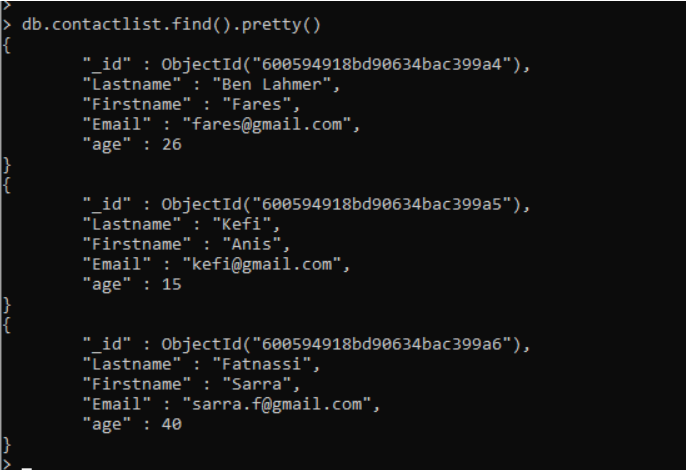 >
> db.contactlist.find().pretty()
{
        "_id" : ObjectId("600594918bd90634bac399a4"),
        "Lastname" : "Ben Lahmer",
        "Firstname" : "Fares",
        "Email" : "fares@gmail.com",
        "age" : 26
}
{
        "_id" : ObjectId("600594918bd90634bac399a5"),
        "Lastname" : "Kefi",
        "Firstname" : "Anis",
        "Email" : "kefi@gmail.com",
        "age" : 15
}
{
        "_id" : ObjectId("600594918bd90634bac399a6"),
        "Lastname" : "Fatnassi",
        "Firstname" : "Sarra",
        "Email" : "sarra.f@gmail.com",
        "age" : 40
}
> _